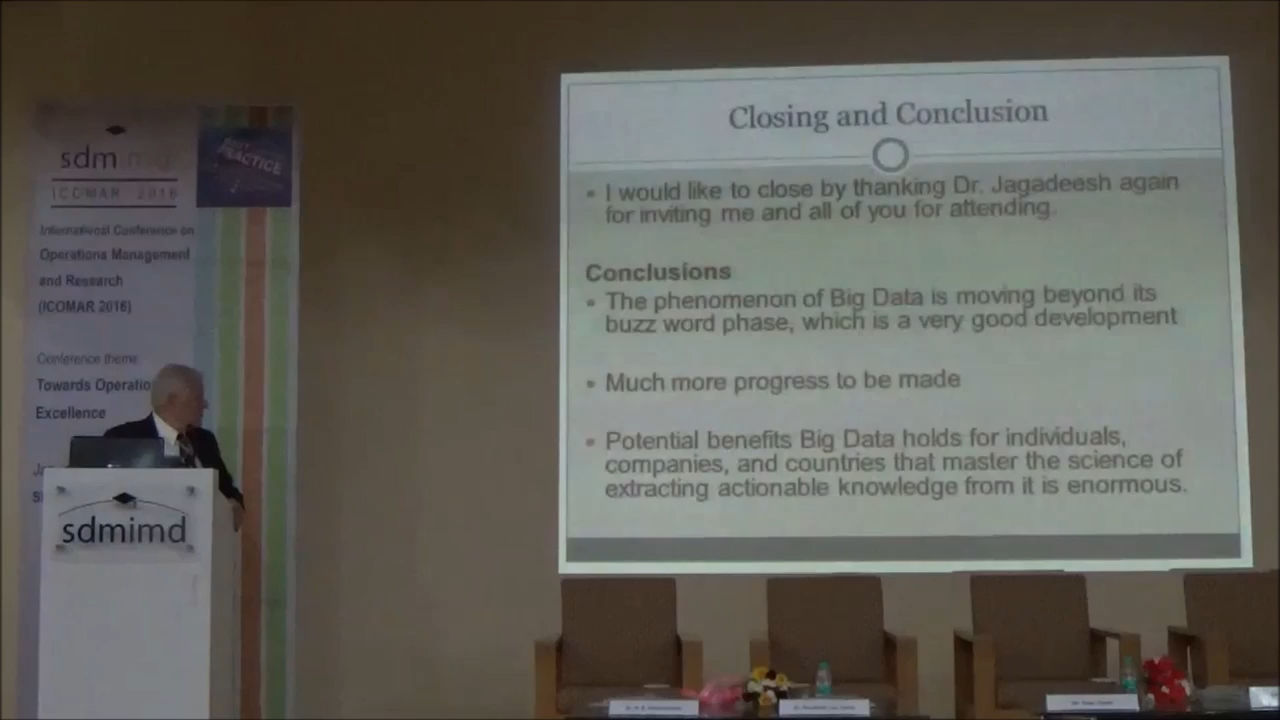 sdmimd
ICOMAR 2016
International Conference on
Operations Management
and Research
(ICOMAR 2016)
Conference theme
Towards Operatio
Excellence
PRACTICE
sdmimd
Closing and Conclusion
• I would like to close by thanking Dr. Jagadeesh again
for inviting me and all of you for attending.
Conclusions
• The phenomenon of Big Data is moving beyond its
buzz word phase, which is a very good development
• Much more progress to be made
• Potential benefits Big Data holds for individuals,
companies, and countries that master the science of
extracting actionable knowledge from it is enormous.